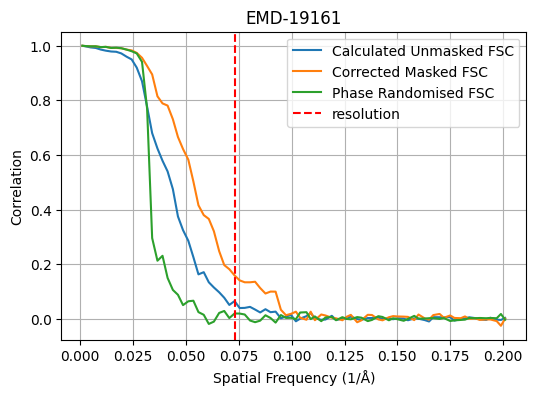 EMD-19161
Calculated Unmasked FSC
Corrected Masked FSC
Phase Randomised FSC
resolution
Correlation
1.0
0.8
0.6
0.4
0.2
0.0
0.000 0.025 0.050 0.075 0.100 0.125 0.150 0.175 0.200
Spatial Frequency (1/Å)